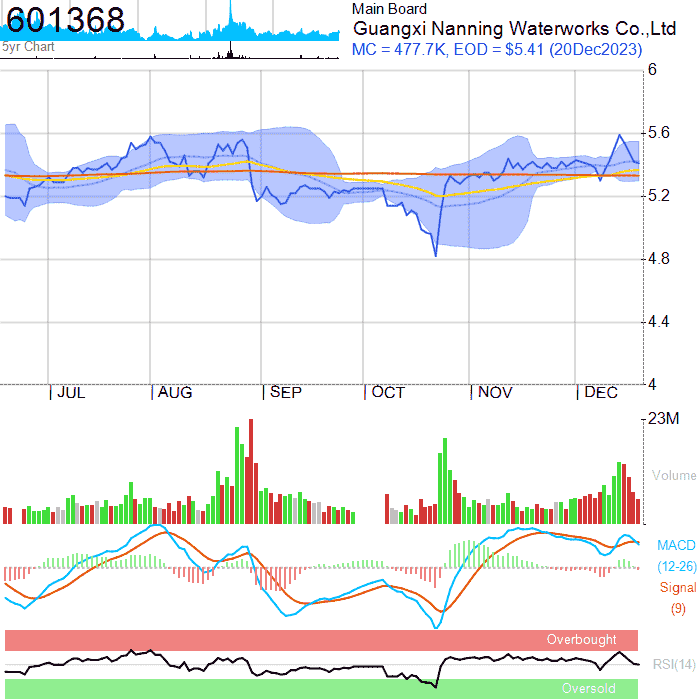 601368
5yr Chart
Main Board
Guangxi Nanning Waterworks Co.,Ltd
MC = 477.7K, EOD = $5.41 (20Dec2023)
6
5.6
5.2
4.8
4.4
4
JUL AUG SEP OCT NOV DEC
23M
Volume
MACD
(12-26)
Signal
(9)
Overbought
RSI(14)
Oversold